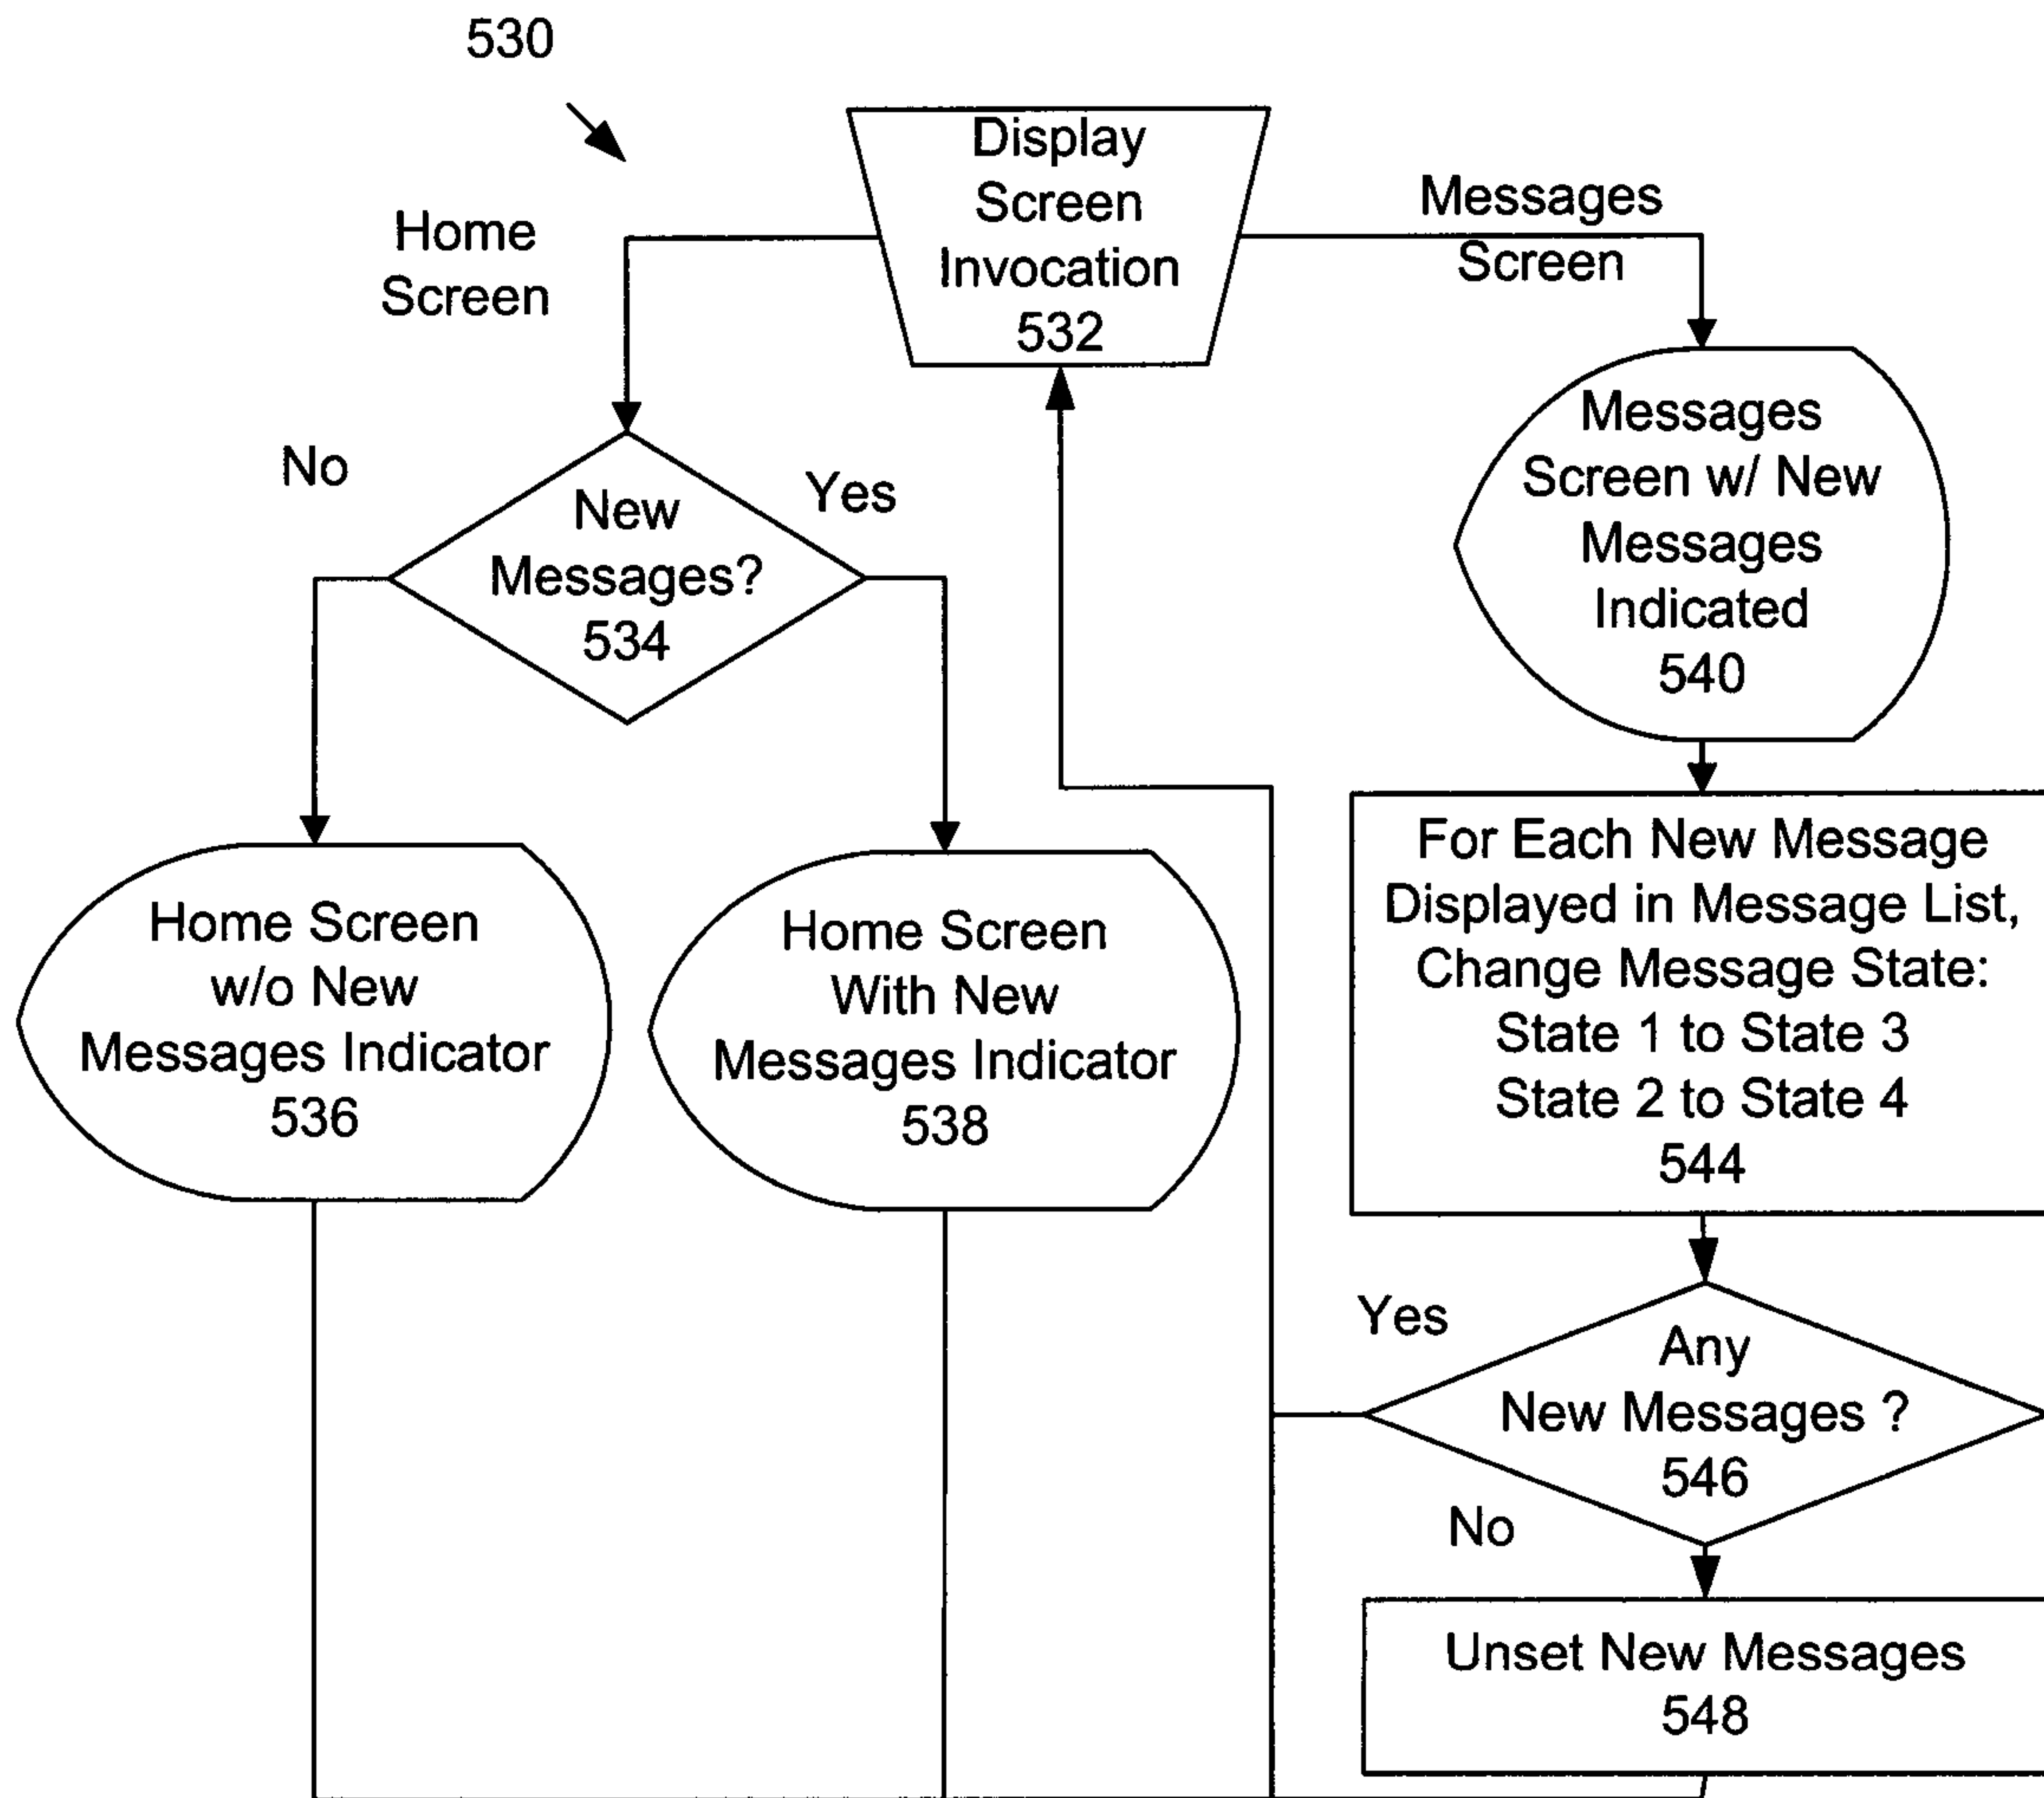 530
Display
Screen
Invocation
532
Home
Screen
Messages
Screen
No
Yes
New
Messages?
534
Messages
Screen w/ New
Messages
Indicated
540
Home Screen
w/o New
Messages Indicator
536
Home Screen
With New
Messages Indicator
538
For Each New Message
Displayed in Message List,
Change Message State:
State 1 to State 3
State 2 to State 4
544
Yes
Any
New Messages ?
546
No
Unset New Messages
548